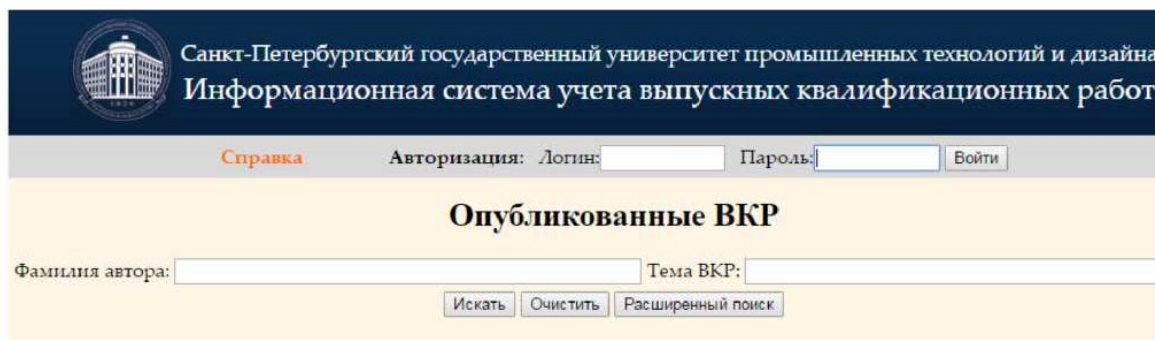 Санкт-Петербургский государственный университет промышленных технологий и дизайна
Информационная система учета выпускных квалификационных работ
Справка Авторизация: Логин: Пароль: Войти
Опубликованные ВКР
Фамилия автора: Тема ВКР:
Искать Очистить Расширенный поиск